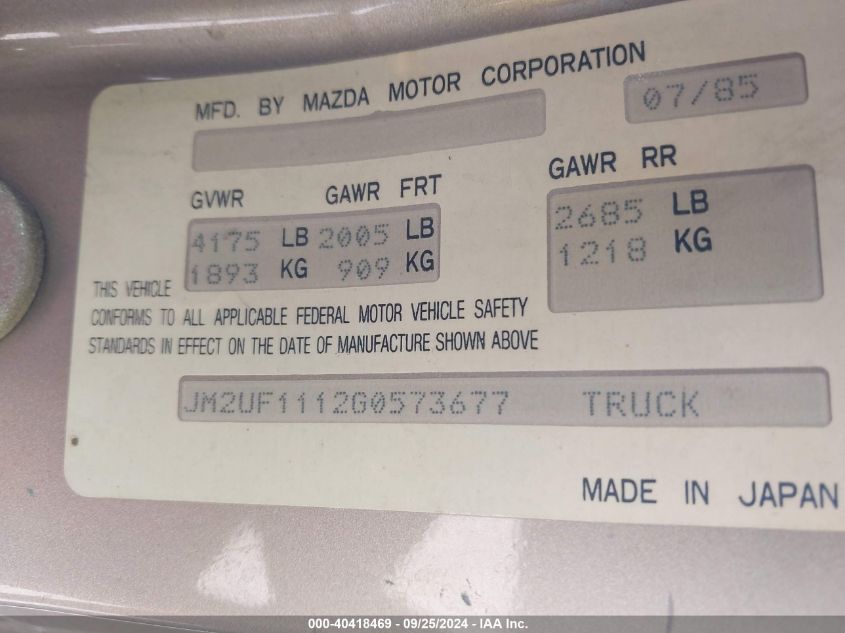 MFD. BY MAZDA MOTOR CORPORATION 07/85
GVWR GAWR FRT GAWR RR
4175 LB 2005 LB 2685 LB
1893 KG 909 KG 1218 KG
THIS VEHICLE
CONFORMS TO ALL APPLICABLE FEDERAL MOTOR VEHICLE SAFETY
STANDARDS IN EFFECT ON THE DATE OF MANUFACTURE SHOWN ABOVE
JM2UF1112G0573677 TRUCK
MADE IN JAPAN
000-40418469 - 09/25/2024 - IAA Inc.